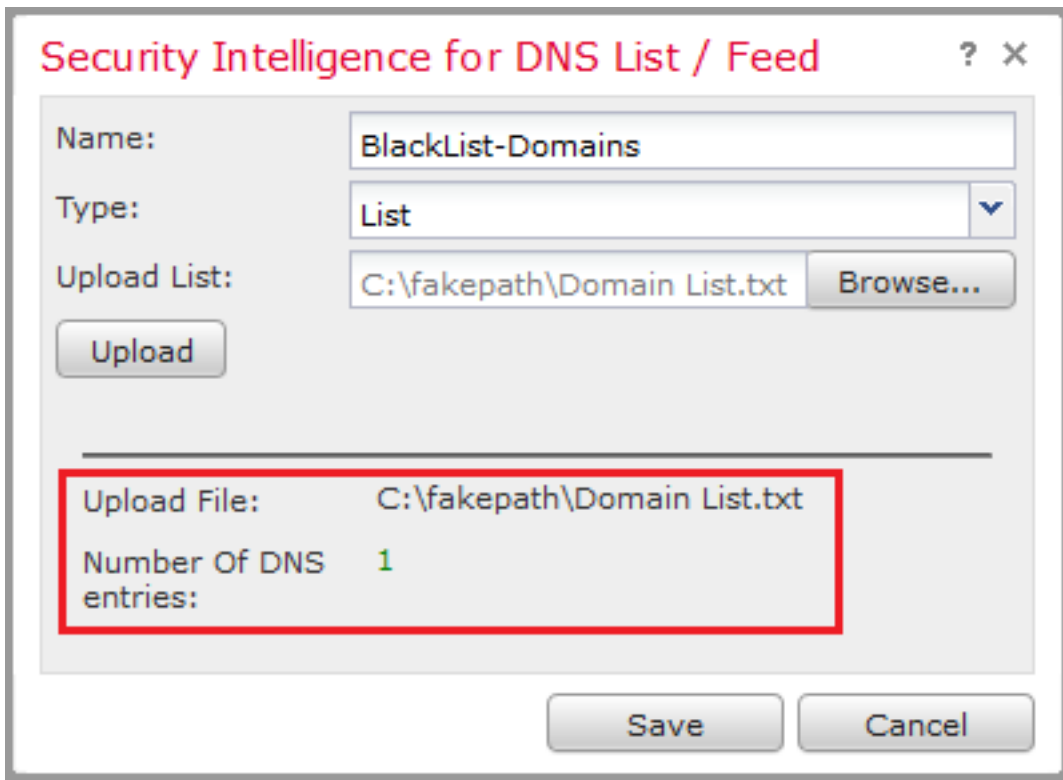 Security Intelligence for DNS List / Feed ? ×
Name: BlackList-Domains
Type: List
Upload List: C:\fakepath\Domain List.txt Browse...
Upload
Upload File: C:\fakepath\Domain List.txt
Number Of DNS 1
entries:
Save Cancel